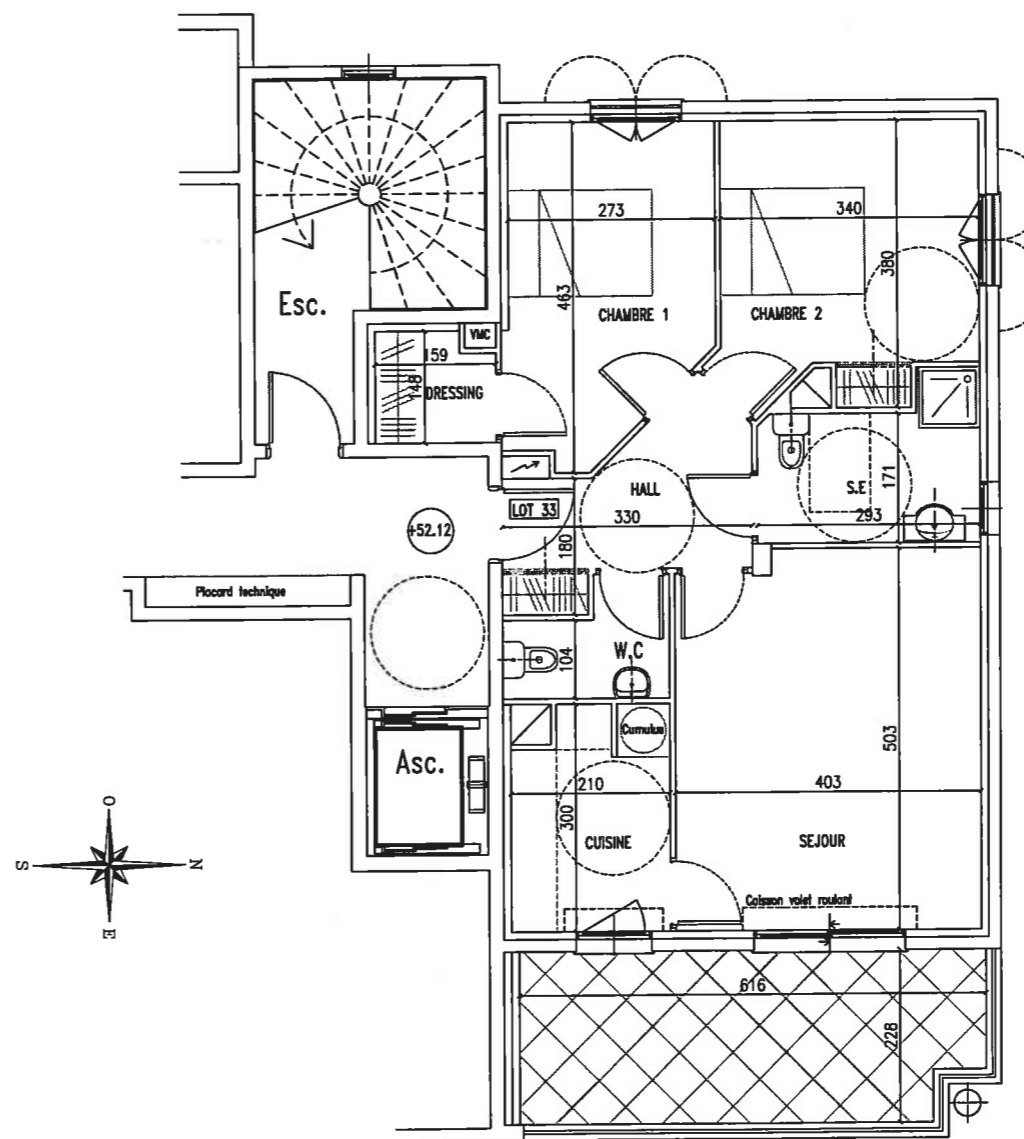 273
340
380
463
Esc.
CHAMBRE 1
CHAMBRE 2
VMC
159
148
DRESSING
HALL
171
S.E
LOT 33
330
293
+52.12
180
Placard technique
W.C
104
Cumulus
503
Asc.
210
403
300
CUISINE
SEJOUR
O
S
N
E
Caisson volet roulant
616
228